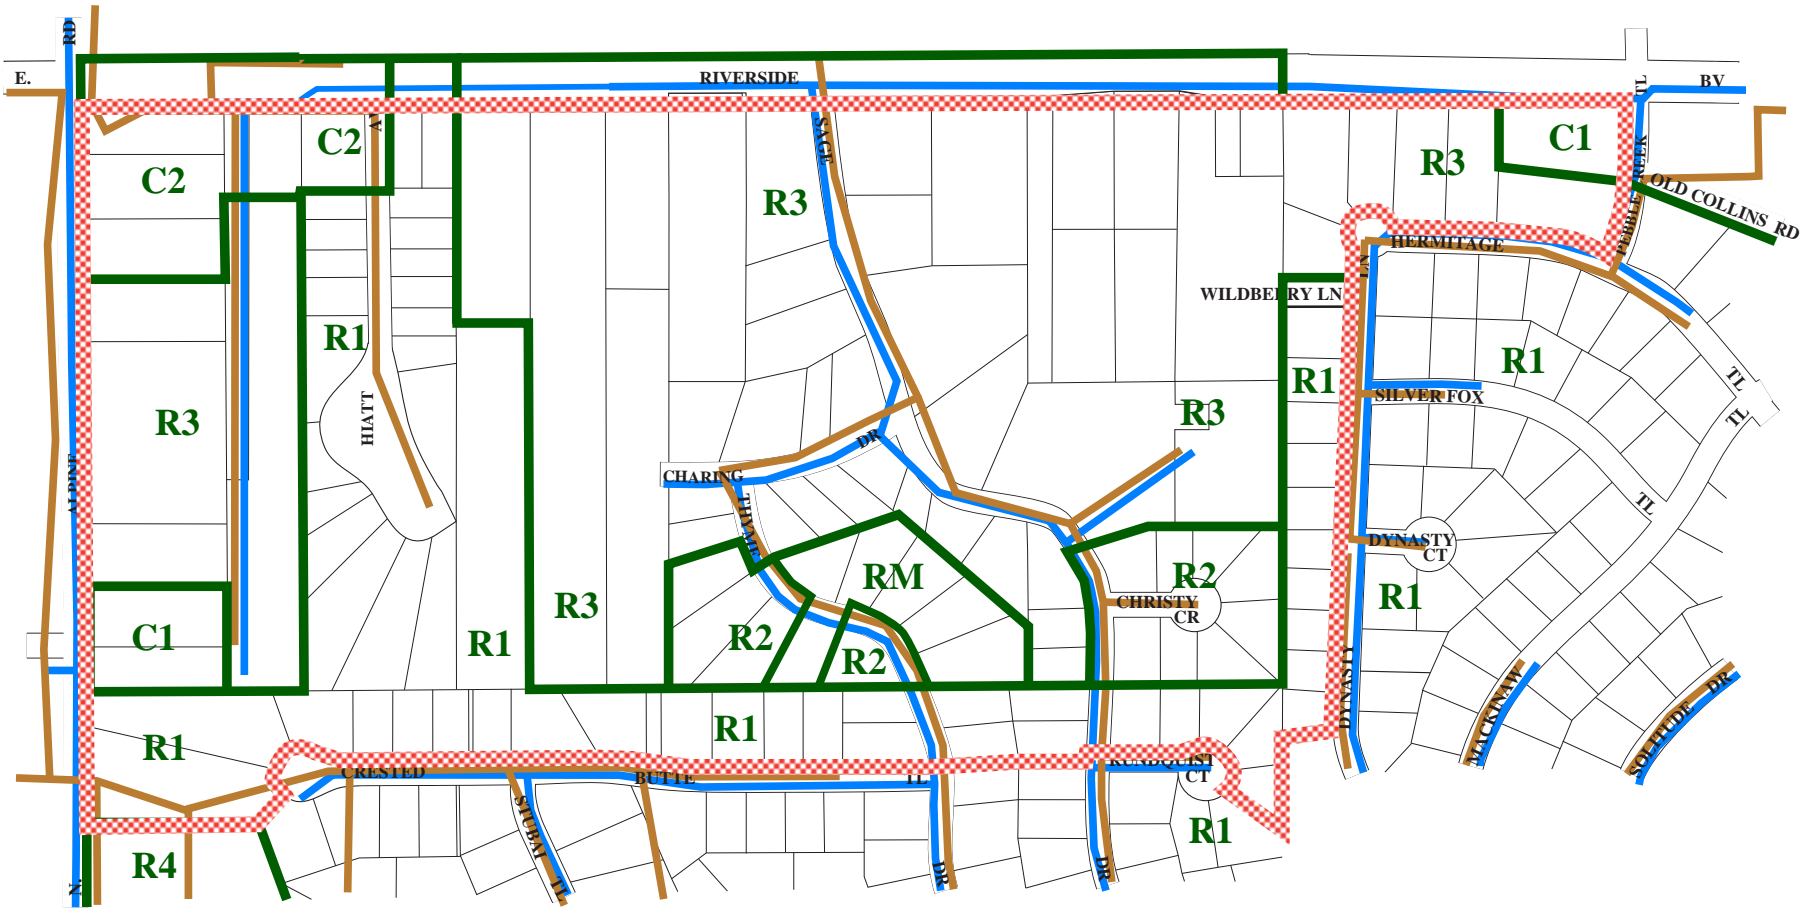 RD
E.
RIVERSIDE
TL
BV
C2
C2
AV
SAGE
R3
R3
C1
PEBBLE CREEK
OLD COLLINS RD
HERMITAGE
LN
WILDBERRY LN
R1
R1
R1
TL
TL
SILVER FOX
HIATT
R3
R3
DR
CHARING
THYME
ALPINE
TL
DYNASTY
CT
R1
RM
R2
CHRISTY
CR
R3
C1
R2
R2
R1
R1
R1
DYNASTY
MACKINAW
SOLITUDE DR
CRESTED
BUTTE
TL
RUNDQUIST
CT
STUBAI
TL
R1
R4
N.
DR
DR